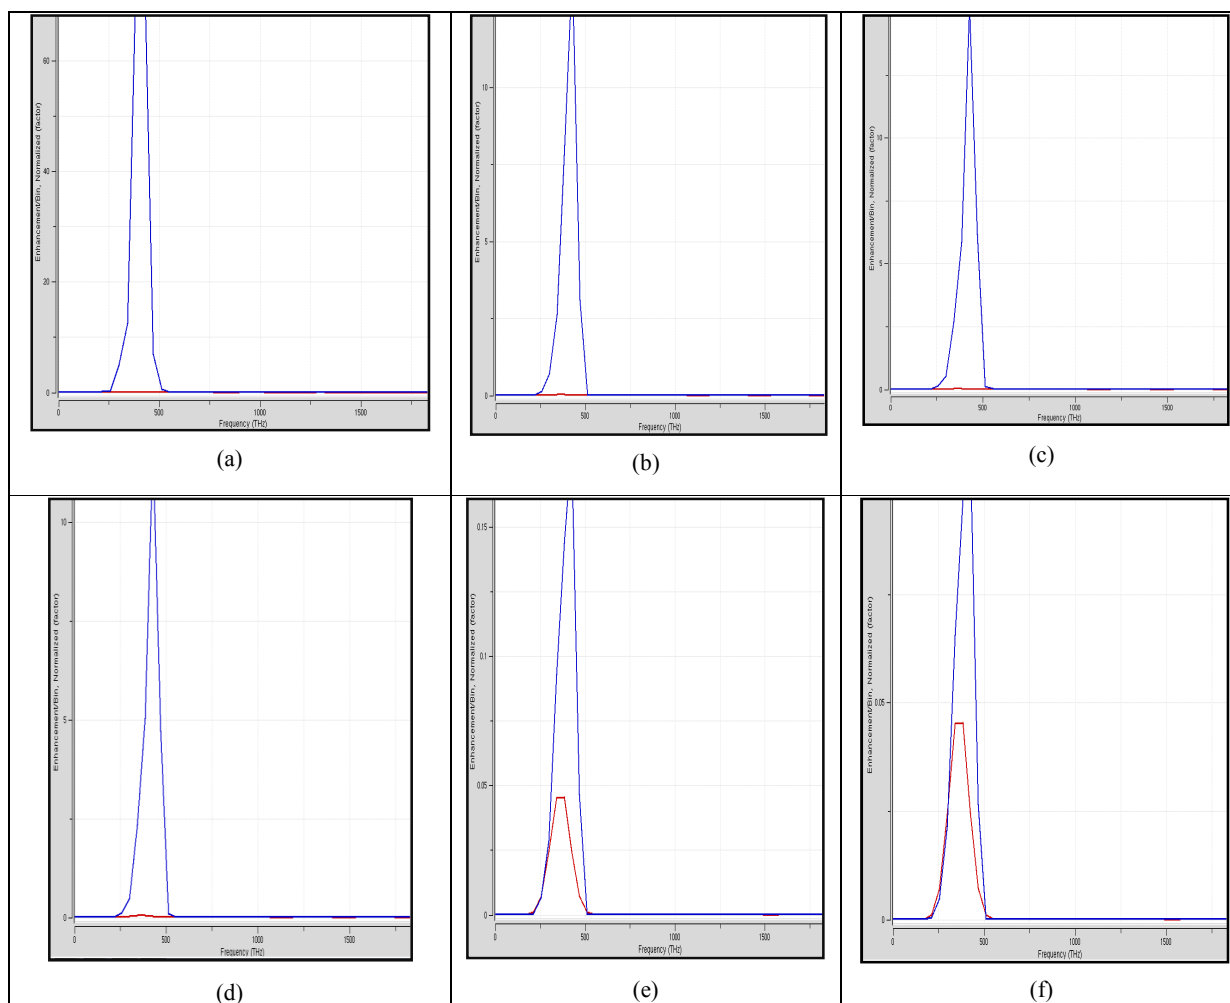 Enhancement/Bin, Normalized (factor)
60
40
20
0
0 500 1000 1500
Frequency (THz)
(a)
Enhancement/Bin, Normalized (factor)
10
5
0
0 500 1000 1500
Frequency (THz)
(b)
Enhancement/Bin, Normalized (factor)
10
5
0
0 500 1000 1500
Frequency (THz)
(c)
Enhancement/Bin, Normalized (factor)
10
5
0
0 500 1000 1500
Frequency (THz)
(d)
Enhancement/Bin, Normalized (factor)
0.15
0.1
0.05
0
0 500 1000 1500
Frequency (THz)
(e)
Enhancement/Bin, Normalized (factor)
0.05
0
0 500 1000 1500
Frequency (THz)
(f)